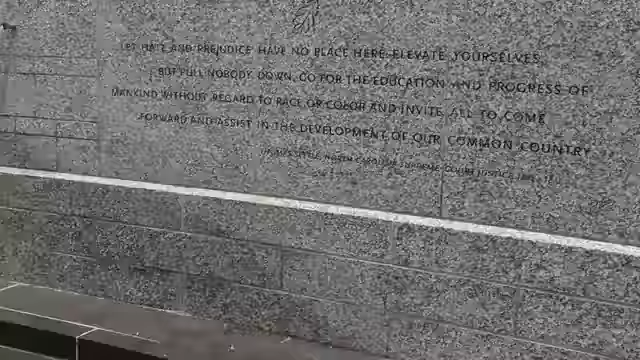 LET HATE AND PREJUDICE HAVE NO PLACE HERE. ELEVATE YOURSELVES
BUT PULL NOBODY DOWN. GO FOR THE EDUCATION AND PROGRESS OF
MANKIND WITHOUT REGARD TO RACE OR COLOR AND INVITE ALL TO COME
FORWARD AND ASSIST IN THE DEVELOPMENT OF OUR COMMON COUNTRY
NORTH CAROLINA SUPREME COURT JUSTICE